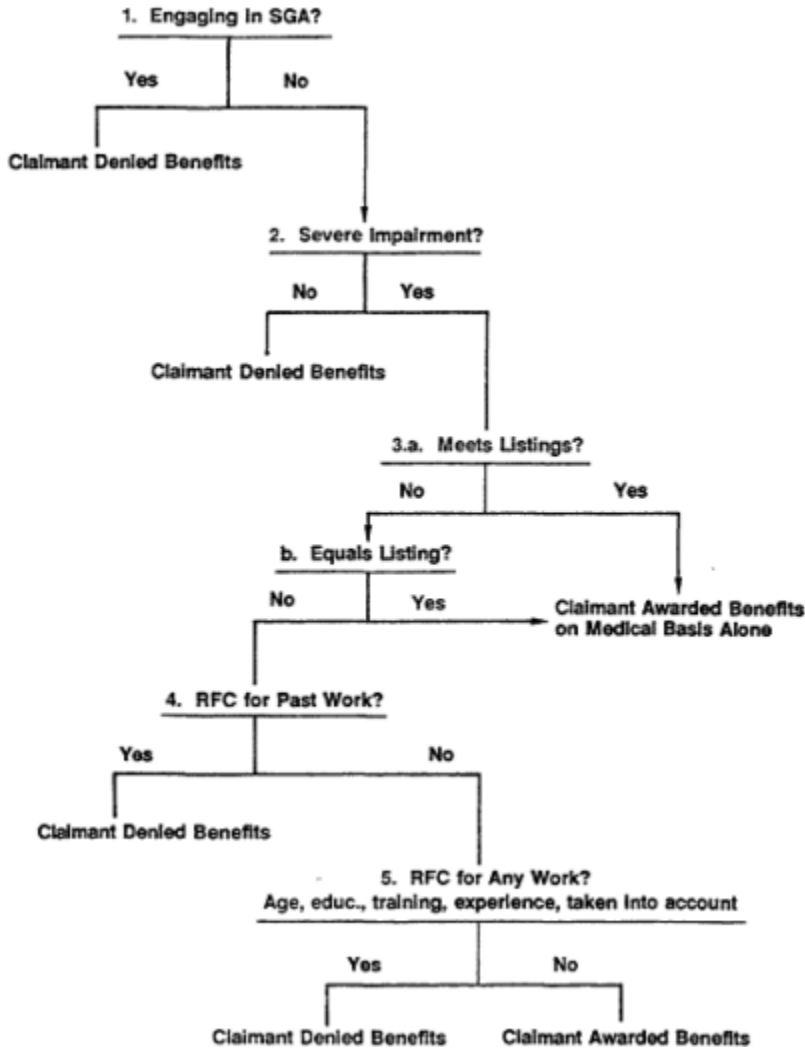 1. Engaging in SGA?
Yes
No
Claimant Denied Benefits
2. Severe Impairment?
No
Yes
Claimant Denied Benefits
3.a. Meets Listings?
No
Yes
b. Equals Listing?
No
Yes
Claimant Awarded Benefits
on Medical Basis Alone
4. RFC for Past Work?
Yes
No
Claimant Denied Benefits
5. RFC for Any Work?
Age, educ., training, experience, taken into account
Yes
No
Claimant Denied Benefits
Claimant Awarded Benefits